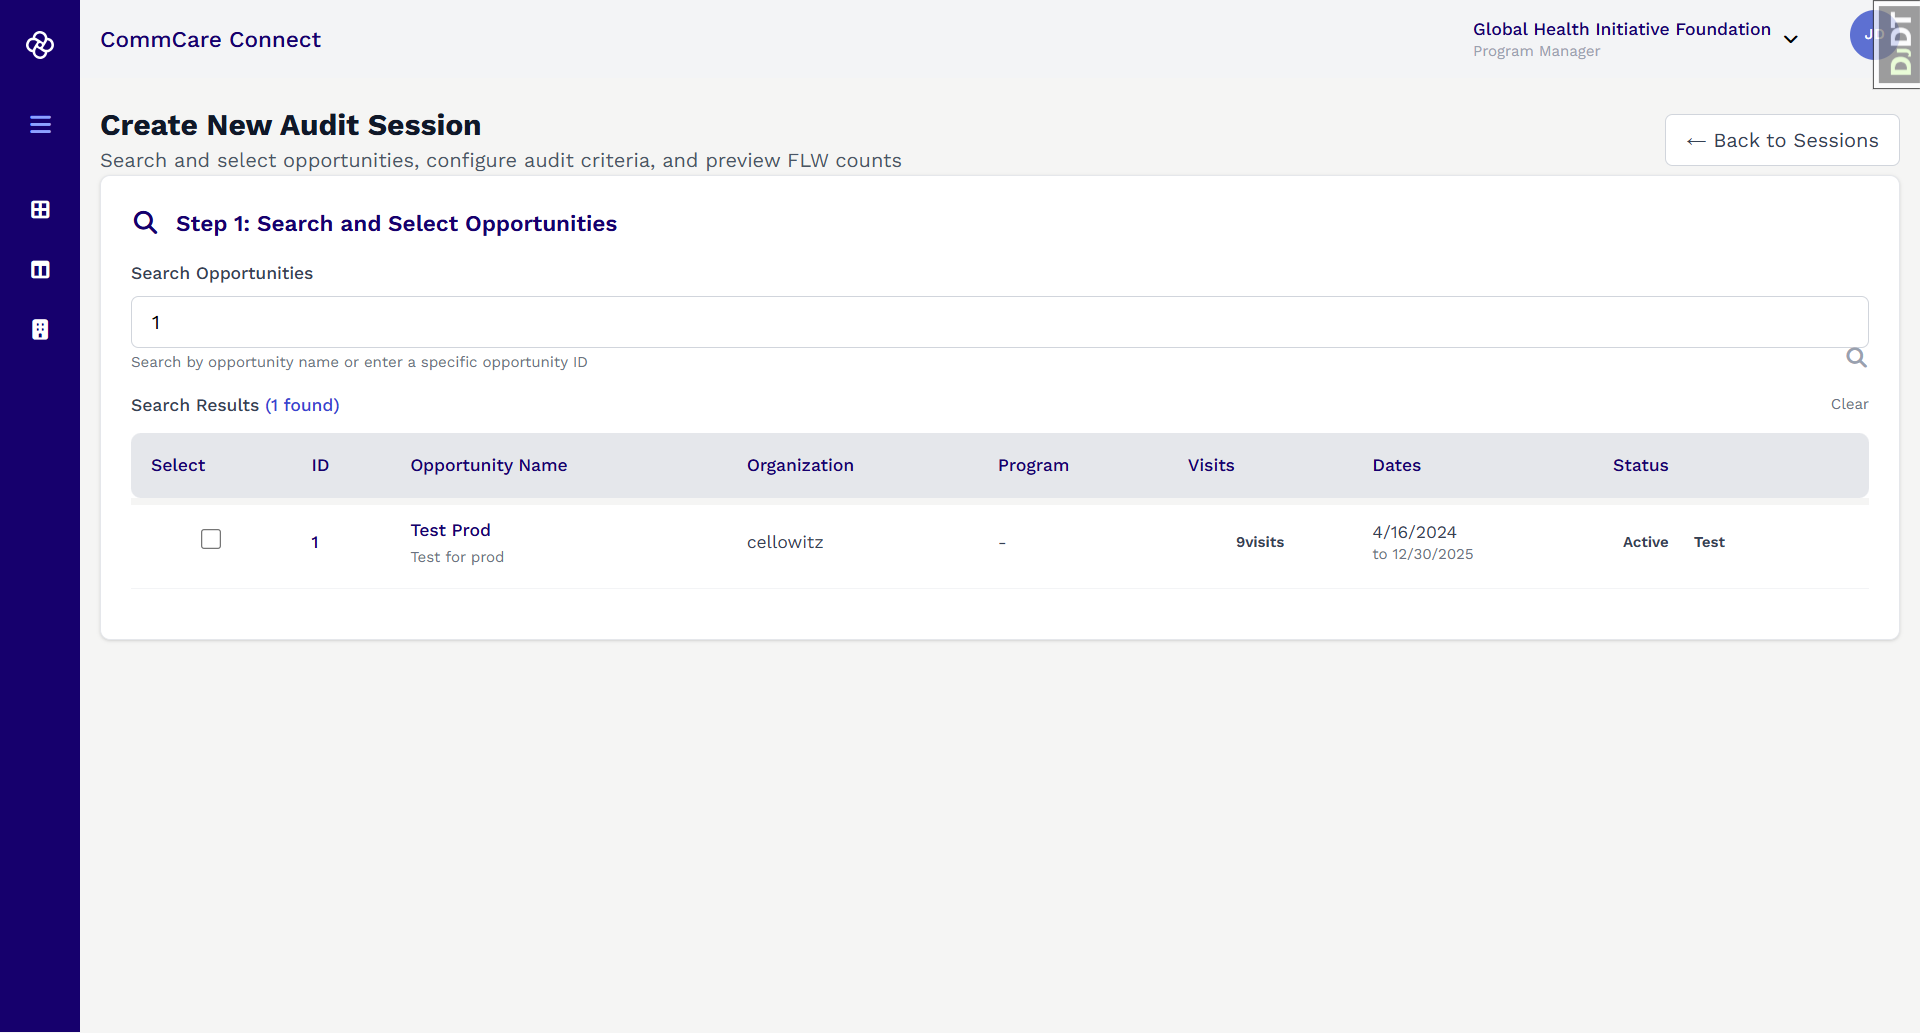 CommCare Connect
Global Health Initiative Foundation
Program Manager
JD
DjDT
Create New Audit Session
Search and select opportunities, configure audit criteria, and preview FLW counts
← Back to Sessions
Step 1: Search and Select Opportunities
Search Opportunities
1
Search by opportunity name or enter a specific opportunity ID
Search Results (1 found)
Clear
Select ID Opportunity Name Organization Program Visits Dates Status
1 Test Prod cellowitz - 9visits 4/16/2024 Active Test
Test for prod to 12/30/2025